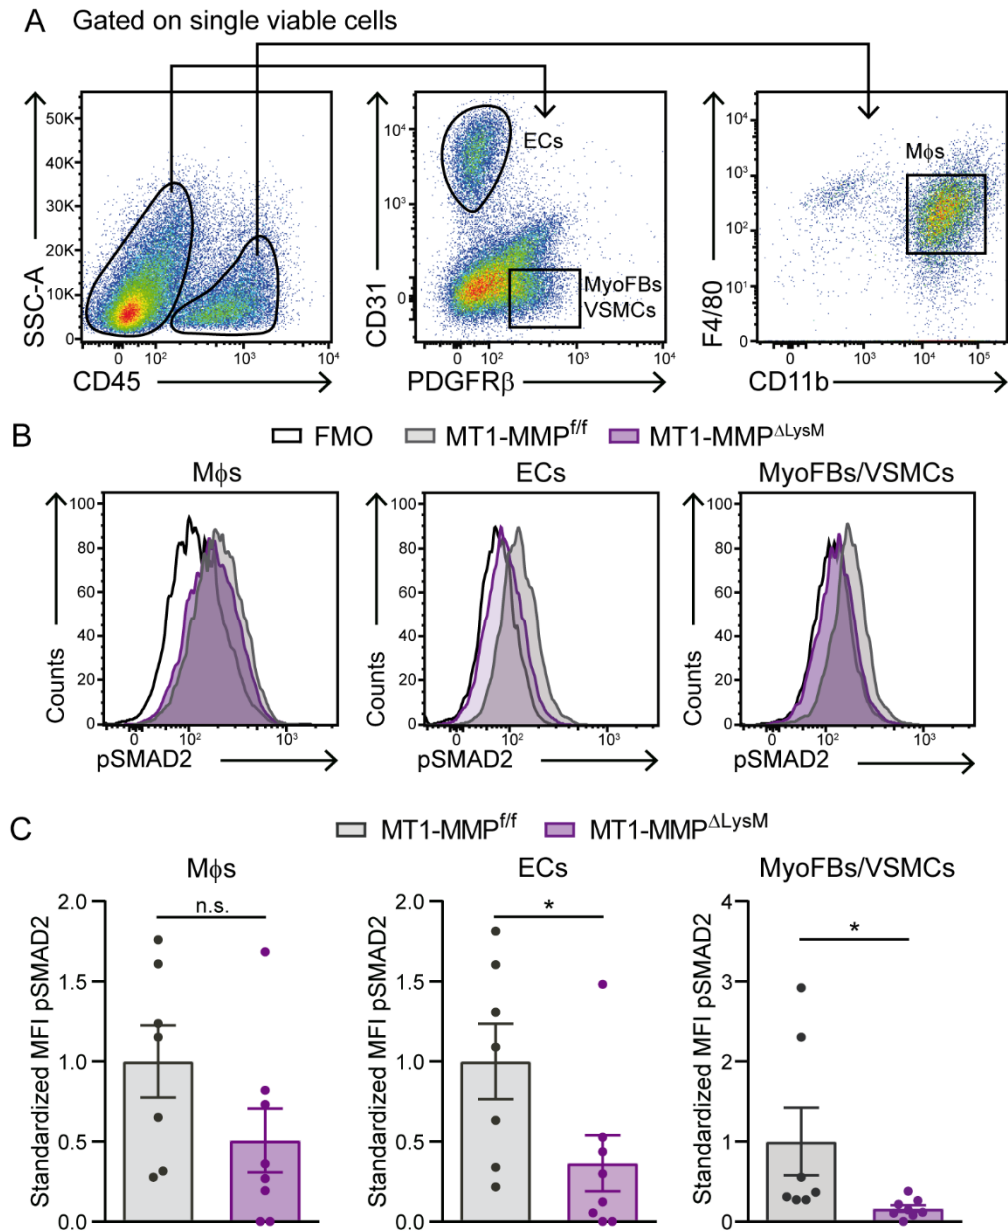 A Gated on single viable cells
50K
40K
30K
20K
10K
0
SSC-A
0 10² 10³ 10⁴
CD45
10⁴
10³
0
CD31
ECs
MyoFBs
VSMCs
0 10² 10³ 10⁴
PDGFRβ
10⁴
10³
10²
10¹
0
F4/80
Mϕs
0 10³ 10⁴ 10⁵
CD11b
B
FMO MT1-MMP^f/f MT1-MMP^ΔLysM
Mϕs
100
80
60
40
20
0
Counts
0 10² 10³
pSMAD2
ECs
100
80
60
40
20
0
Counts
0 10² 10³
pSMAD2
MyoFBs/VSMCs
100
80
60
40
20
0
Counts
0 10² 10³
pSMAD2
C
MT1-MMP^f/f MT1-MMP^ΔLysM
Mϕs
Standardized MFI pSMAD2
2.0
1.5
1.0
0.5
0.0
n.s.
ECs
Standardized MFI pSMAD2
2.0
1.5
1.0
0.5
0.0
*
MyoFBs/VSMCs
Standardized MFI pSMAD2
4
3
2
1
0
*